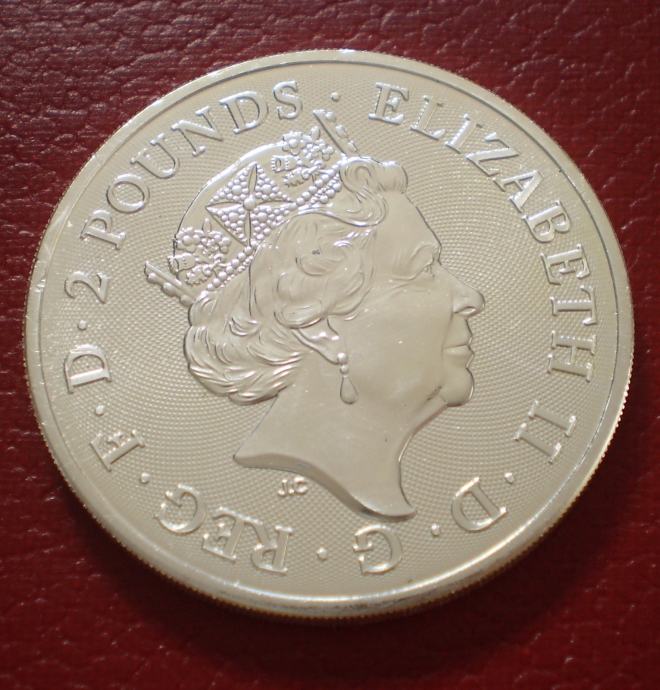 ELIZABETH II · D · G · REG · F · D · 2 POUNDS ·
J.C